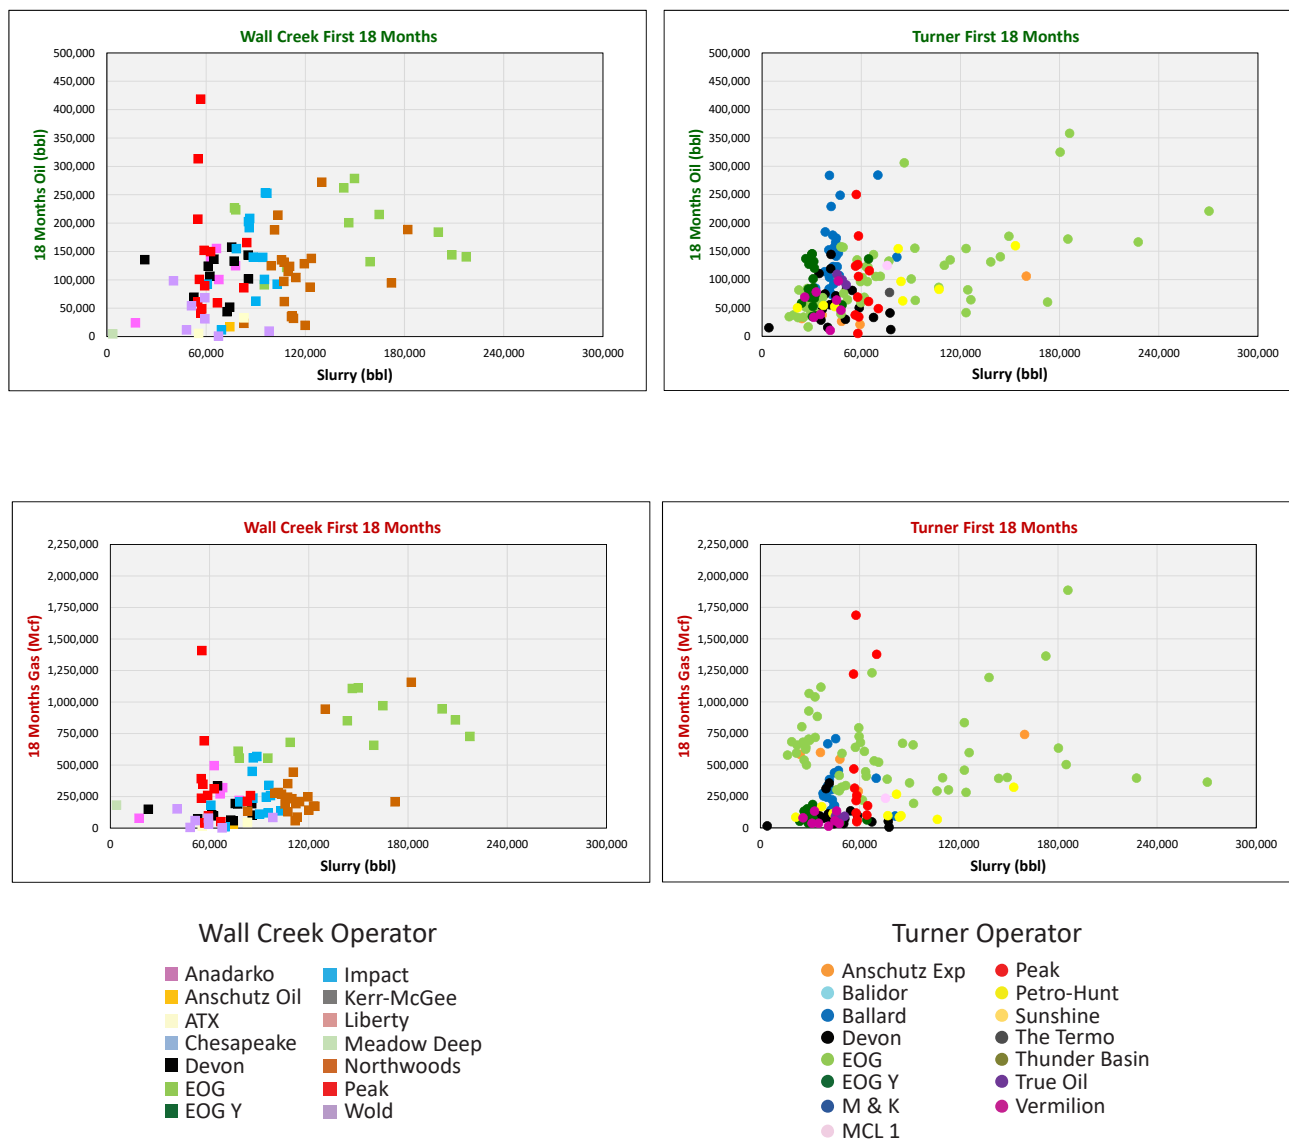 Wall Creek First 18 Months
18 Months Oil (bbl)
500,000
450,000
400,000
350,000
300,000
250,000
200,000
150,000
100,000
50,000
0
0
60,000
120,000
180,000
240,000
300,000
Slurry (bbl)
Turner First 18 Months
18 Months Oil (bbl)
500,000
450,000
400,000
350,000
300,000
250,000
200,000
150,000
100,000
50,000
0
0
60,000
120,000
180,000
240,000
300,000
Slurry (bbl)
Wall Creek First 18 Months
18 Months Gas (Mcf)
2,250,000
2,000,000
1,750,000
1,500,000
1,250,000
1,000,000
750,000
500,000
250,000
0
0
60,000
120,000
180,000
240,000
300,000
Slurry (bbl)
Turner First 18 Months
18 Months Gas (Mcf)
2,250,000
2,000,000
1,750,000
1,500,000
1,250,000
1,000,000
750,000
500,000
250,000
0
0
60,000
120,000
180,000
240,000
300,000
Slurry (bbl)
Wall Creek Operator
Anadarko
Anschutz Oil
ATX
Chesapeake
Devon
EOG
EOG Y
Impact
Kerr-McGee
Liberty
Meadow Deep
Northwoods
Peak
Wold
Turner Operator
Anschutz Exp
Balidor
Ballard
Devon
EOG
EOG Y
M & K
MCL 1
Peak
Petro-Hunt
Sunshine
The Termo
Thunder Basin
True Oil
Vermilion